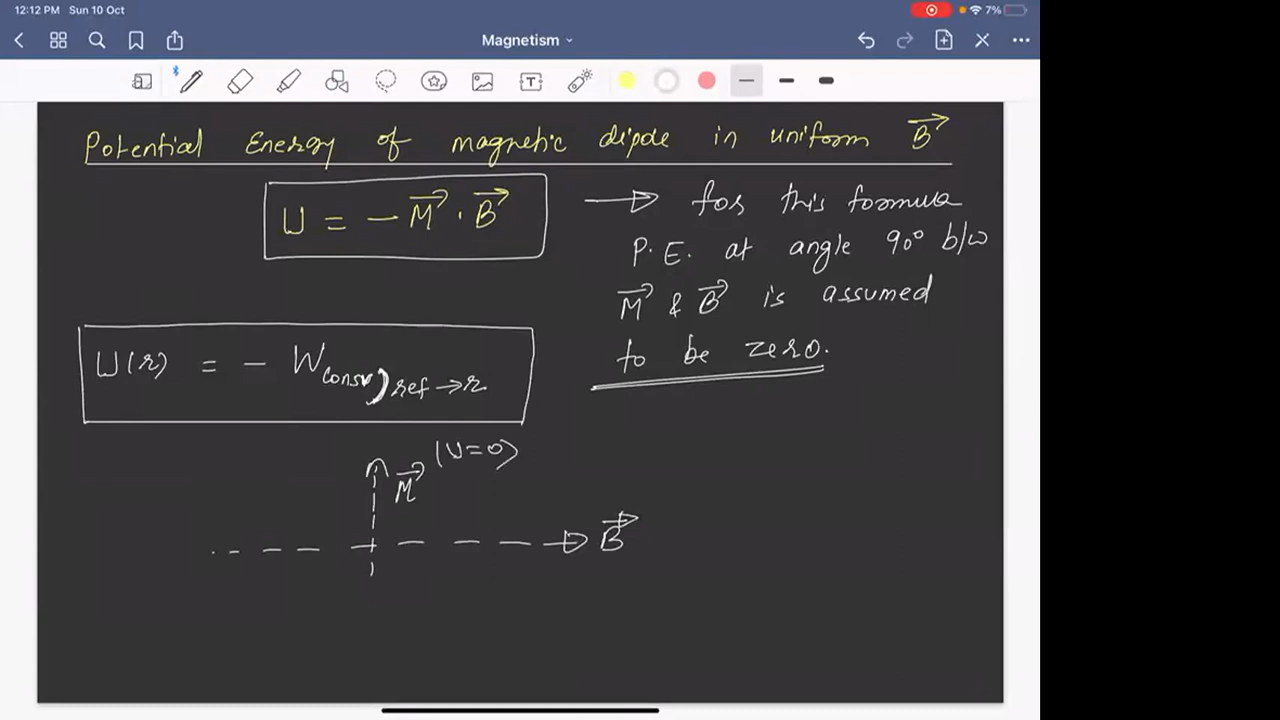 12:12 PM Sun 10 Oct
7%
Magnetism
Potential Energy of magnetic dipole in uniform B⃗
U = − M⃗ · B⃗
→ for this formula
P.E. at angle 90° b/w
M⃗ & B⃗ is assumed
to be zero.
U(r) = − Wconsv)ref→r
(U=0)
M⃗
B⃗